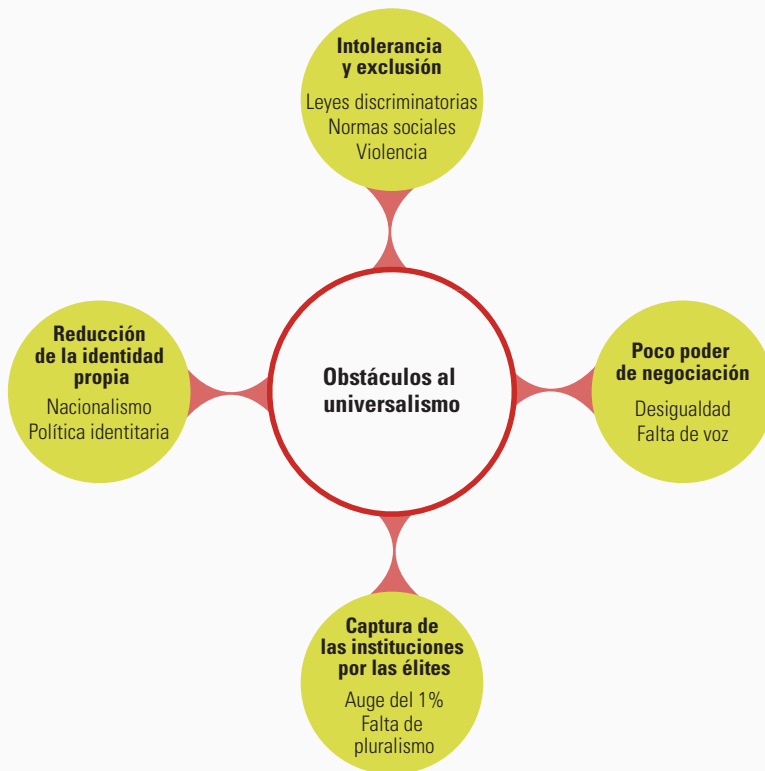 Intolerancia
y exclusión
Leyes discriminatorias
Normas sociales
Violencia
Reducción
de la identidad
propia
Nacionalismo
Política identitaria
Obstáculos al
universalismo
Poco poder
de negociación
Desigualdad
Falta de voz
Captura de
las instituciones
por las élites
Auge del 1%
Falta de
pluralismo